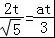 2t/√5 = at/3